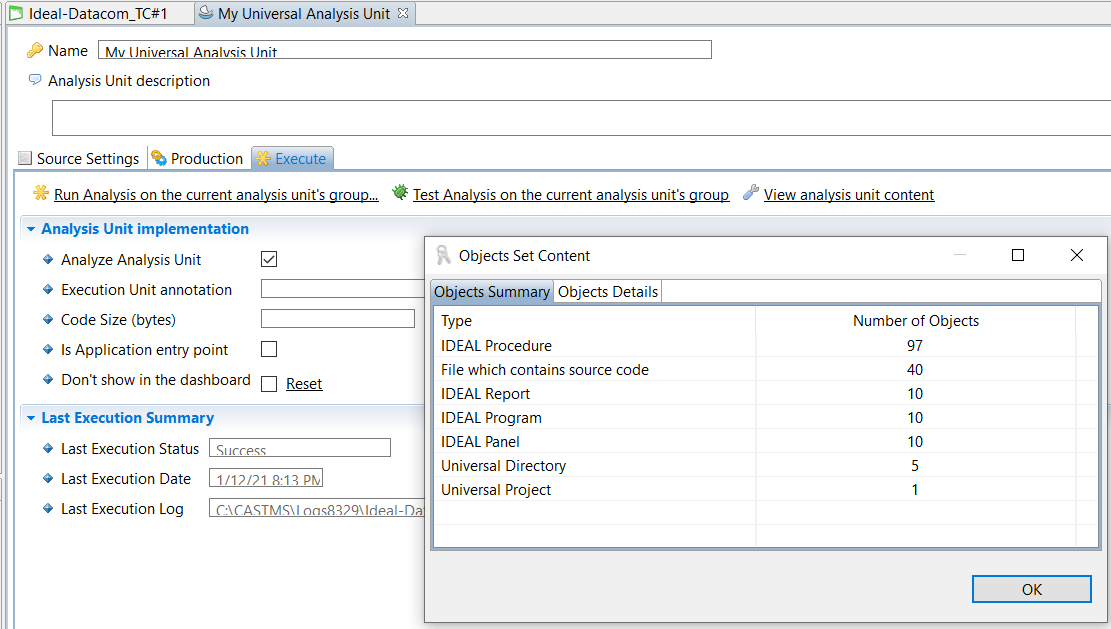 Ideal-Datacom_TC#1 My Universal Analysis Unit
Name My Universal Analysis Unit
Analysis Unit description
Source Settings Production Execute
Run Analysis on the current analysis unit's group... Test Analysis on the current analysis unit's group View analysis unit content
Analysis Unit implementation
Analyze Analysis Unit
Execution Unit annotation
Code Size (bytes)
Is Application entry point
Don't show in the dashboard Reset
Last Execution Summary
Last Execution Status Success
Last Execution Date 1/12/21 8:13 PM
Last Execution Log C:\CASTMS\Logs8329\Ideal-Da
Objects Set Content
Objects Summary Objects Details
Type Number of Objects
IDEAL Procedure 97
File which contains source code 40
IDEAL Report 10
IDEAL Program 10
IDEAL Panel 10
Universal Directory 5
Universal Project 1
OK